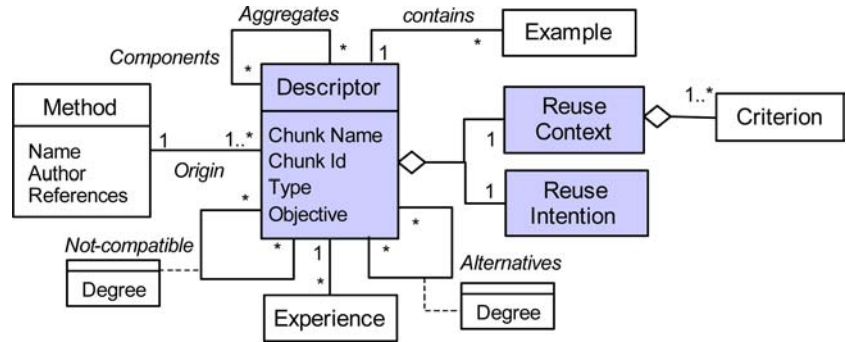 Aggregates
*
*
Components
contains
1
*
Example
Method
Name
Author
References
1
1..*
Origin
Descriptor
Chunk Name
Chunk Id
Type
Objective
Reuse
Context
1
1..*
Criterion
Reuse
Intention
1
*
*
Not-compatible
Degree
1
*
Experience
*
*
Alternatives
Degree